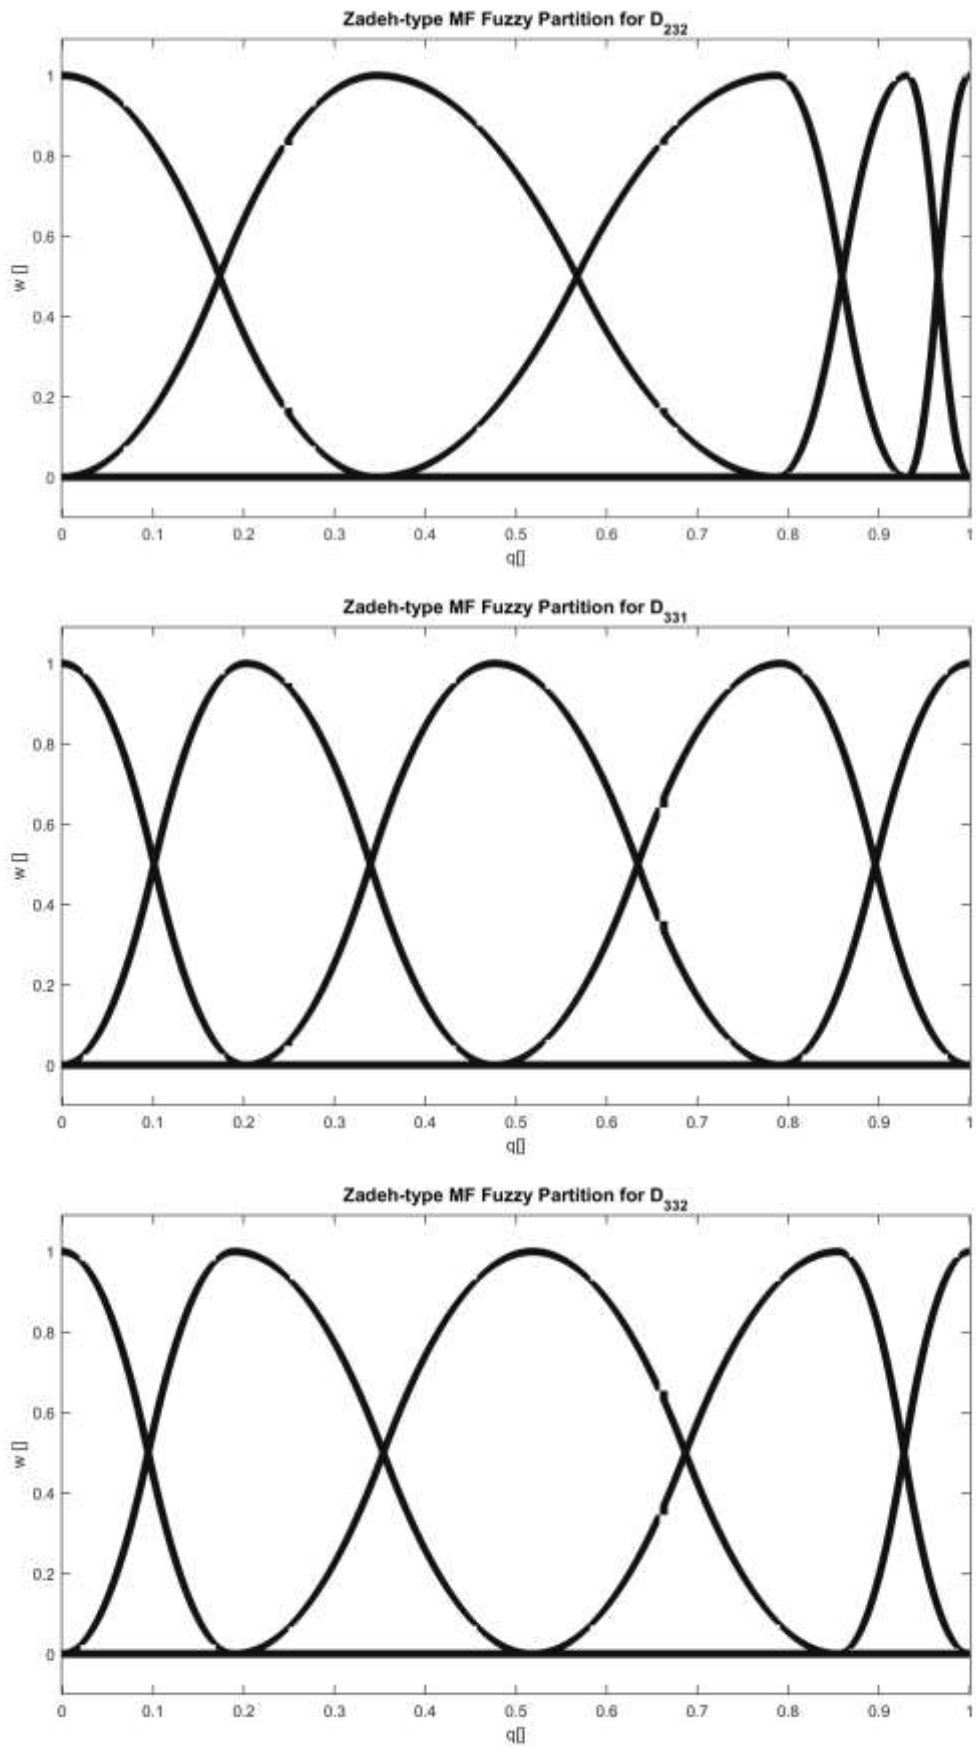 Zadeh-type MF Fuzzy Partition for D232
1
0.8
0.6
w []
0.4
0.2
0
0 0.1 0.2 0.3 0.4 0.5 0.6 0.7 0.8 0.9 1
q[]
Zadeh-type MF Fuzzy Partition for D331
1
0.8
0.6
w []
0.4
0.2
0
0 0.1 0.2 0.3 0.4 0.5 0.6 0.7 0.8 0.9 1
q[]
Zadeh-type MF Fuzzy Partition for D332
1
0.8
0.6
w []
0.4
0.2
0
0 0.1 0.2 0.3 0.4 0.5 0.6 0.7 0.8 0.9 1
q[]